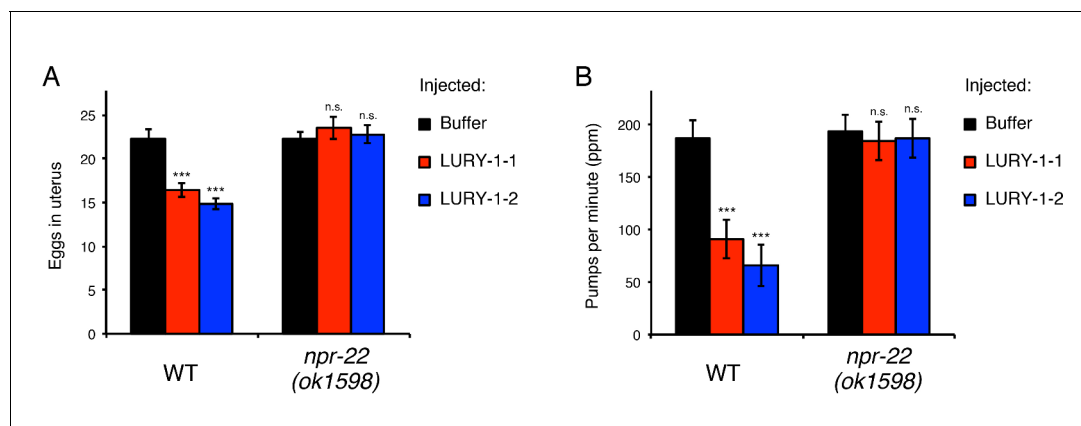 A
Injected:
Buffer
LURY-1-1
LURY-1-2
Eggs in uterus
25
20
15
10
5
0
***
***
n.s.
n.s.
WT
npr-22
(ok1598)
B
Injected:
Buffer
LURY-1-1
LURY-1-2
Pumps per minute (ppm)
200
150
100
50
0
***
***
n.s.
n.s.
WT
npr-22
(ok1598)